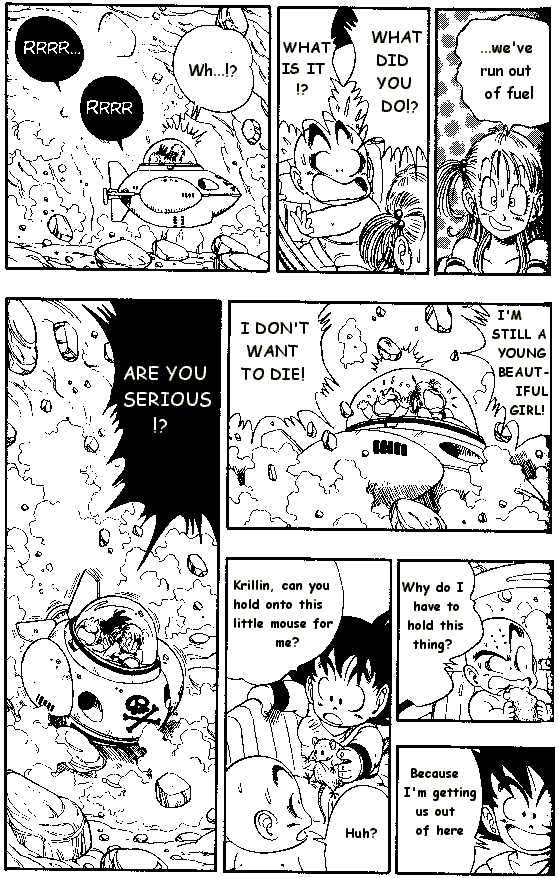 RRRR...
RRRR
Wh...!?
WHAT
IS IT
!?
WHAT
DID
YOU
DO!?
...we've
run out
of fuel
ARE YOU
SERIOUS
!?
I DON'T
WANT
TO DIE!
I'M
STILL A
YOUNG
BEAUT-
IFUL
GIRL!
Krillin, can you
hold onto this
little mouse for
me?
Huh?
Why do I
have to
hold this
thing?
Because
I'm getting
us out
of here